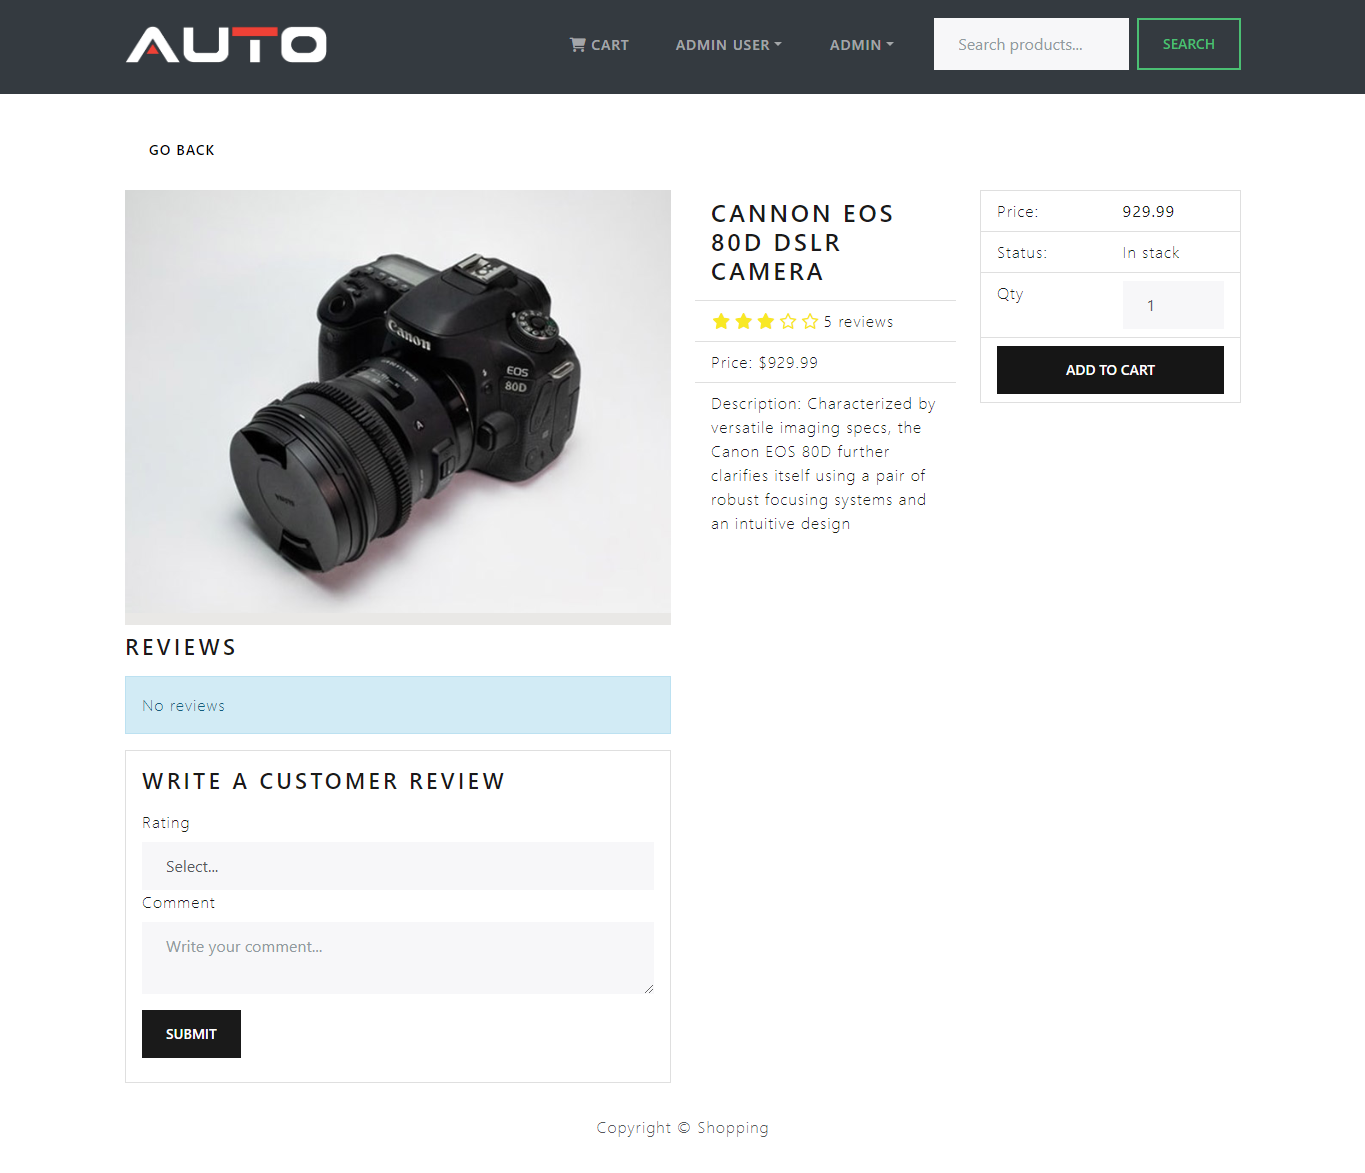 AUTO
CART
ADMIN USER
ADMIN
Search products...
SEARCH
GO BACK
Canon
EOS
80D
A
CANNON EOS
80D DSLR
CAMERA
5 reviews
Price: $929.99
Description: Characterized by
versatile imaging specs, the
Canon EOS 80D further
clarifies itself using a pair of
robust focusing systems and
an intuitive design
Price: 929.99
Status: In stack
Qty 1
ADD TO CART
REVIEWS
No reviews
WRITE A CUSTOMER REVIEW
Rating
Select...
Comment
Write your comment...
SUBMIT
Copyright © Shopping